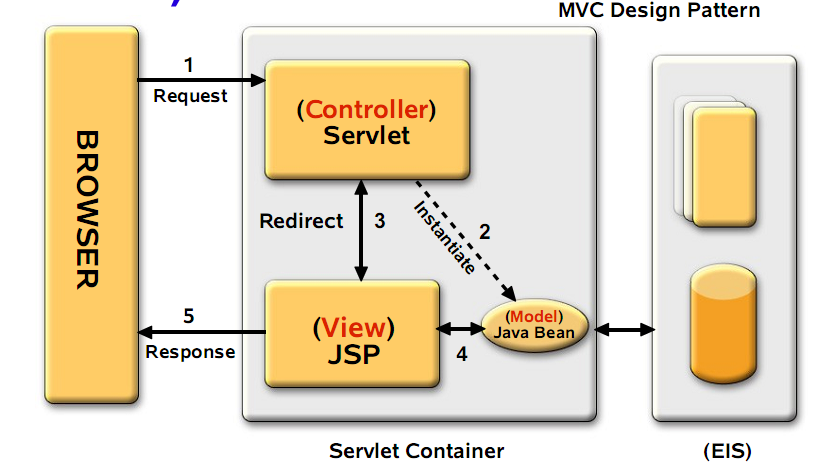 MVC Design Pattern
BROWSER
1
Request
(Controller)
Servlet
Redirect
3
Instantiate
2
(View)
JSP
(Model)
Java Bean
4
5
Response
Servlet Container
(EIS)